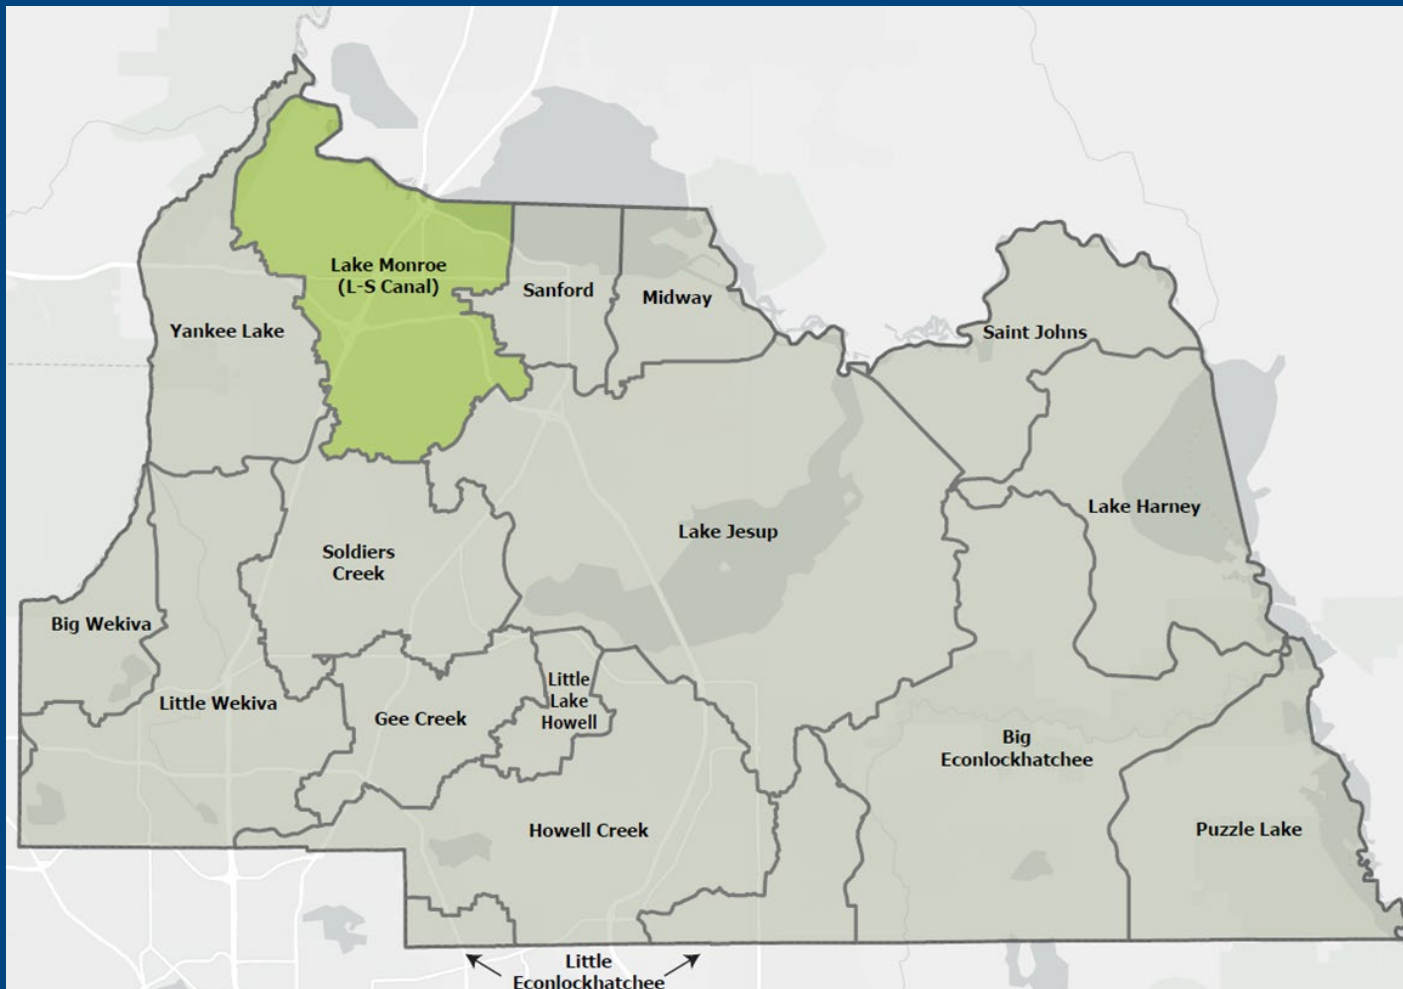 Lake Monroe
(L-S Canal)
Sanford
Midway
Yankee Lake
Saint Johns
Lake Harney
Lake Jesup
Soldiers
Creek
Big Wekiva
Little Wekiva
Little
Lake
Howell
Gee Creek
Big
Econlockhatchee
Howell Creek
Puzzle Lake
Little
Econlockhatchee